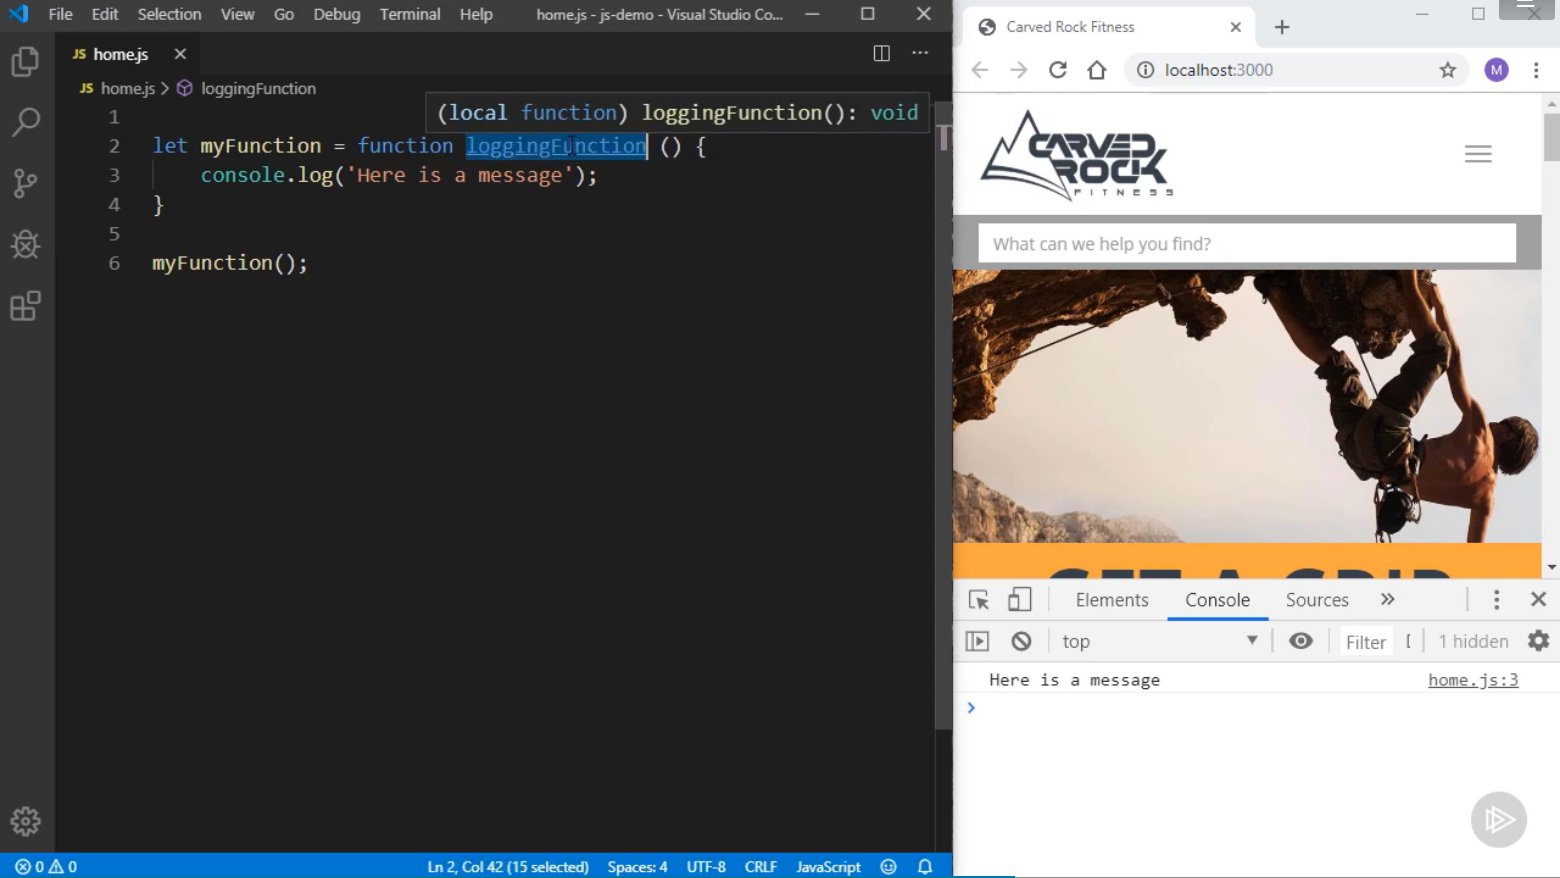 File Edit Selection View Go Debug Terminal Help home.js - js-demo - Visual Studio Co...
JS home.js
JS home.js > loggingFunction
(local function) loggingFunction(): void
1
2 let myFunction = function loggingFunction () {
3 console.log('Here is a message');
4 }
5
6 myFunction();
0 0 Ln 2, Col 42 (15 selected) Spaces: 4 UTF-8 CRLF JavaScript
Carved Rock Fitness
localhost:3000 M
CARVED
ROCK
FITNESS
What can we help you find?
GET A GRIP
Elements Console Sources
top Filter 1 hidden
Here is a message home.js:3